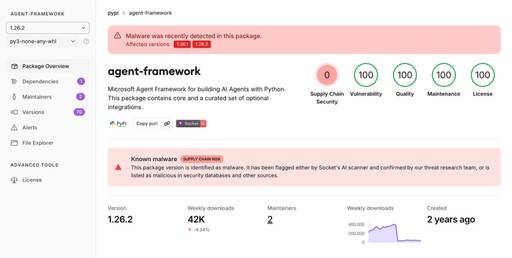 AGENT-FRAMEWORK
1.26.2
py3-none-any-whl
Package Overview
Dependencies 1
Maintainers 2
Versions
Alerts
File Explorer
ADVANCED TOOLS
License
pypi > agent-framework
Malware was recently detected in this package.
Affected versions: 1.26.1 1.26.2
agent-framework
Microsoft Agent Framework for building AI Agents with Python.
This package contains core and a curated set of optional
integrations.
PyPI Copy purl Socket 0
0 100 100 100 100
Supply Chain Security Vulnerability Quality Maintenance License
Known malware SUPPLY CHAIN RISK
This package version is identified as malware. It has been flagged either by Socket's AI scanner and confirmed by our threat research team, or is
listed as malicious in security databases and other sources.
Version Weekly downloads Maintainers Weekly downloads Created
1.26.2 42K 2 2 years ago
400,000
200,000
0